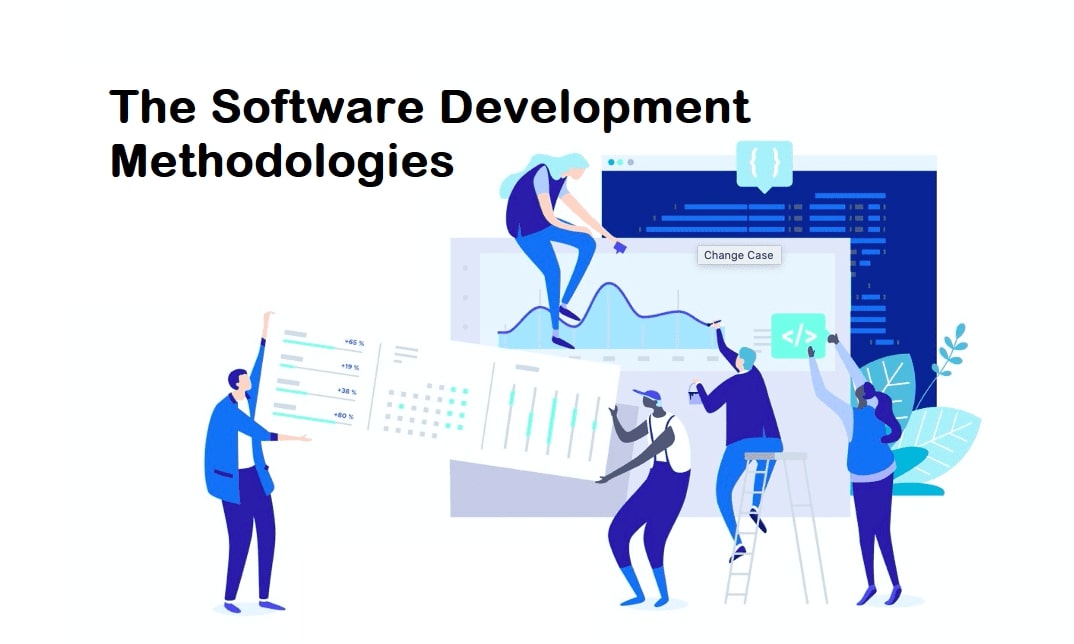 The Software Development
Methodologies
{ }
Change Case
</>
+65 %
+19 %
+38 %
+80 %